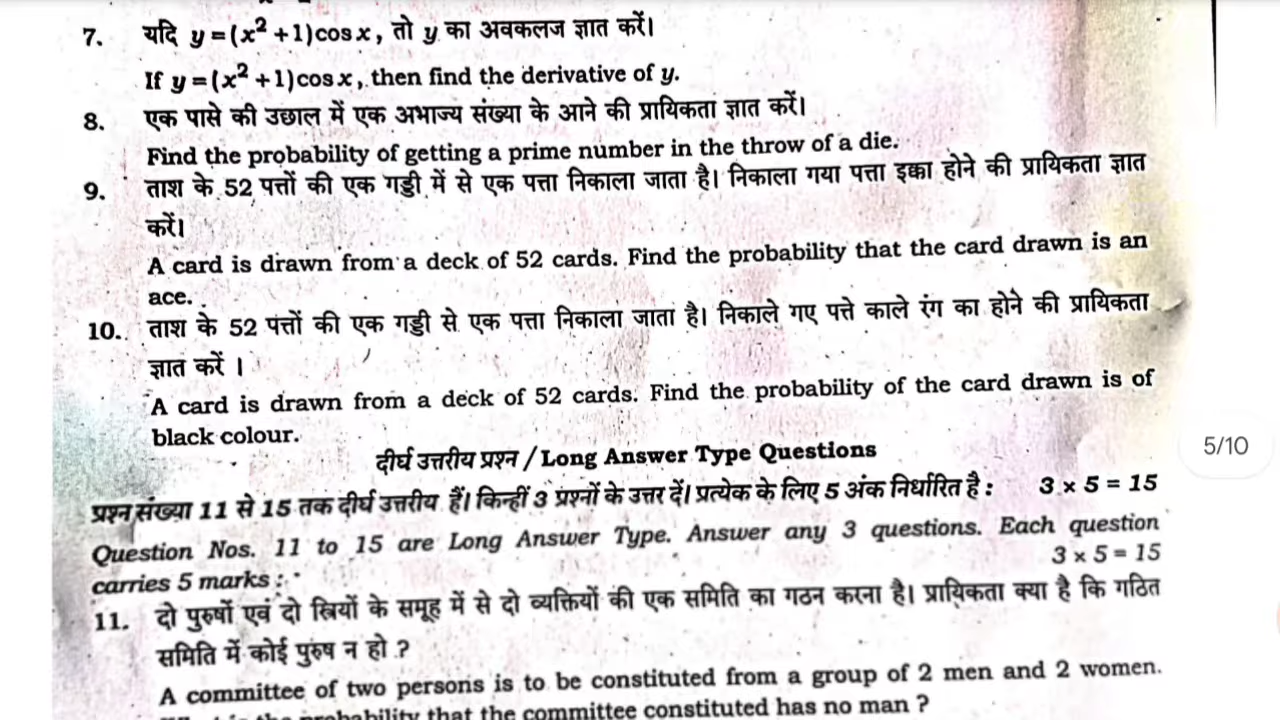 7. यदि y = (x² + 1) cos x, तो y का अवकलज ज्ञात करें।
If y = (x² + 1) cos x, then find the derivative of y.
8. एक पासे की उछाल में एक अभाज्य संख्या के आने की प्रायिकता ज्ञात करें।
Find the probability of getting a prime number in the throw of a die.
9. ताश के 52 पत्तों की एक गड्डी में से एक पत्ता निकाला जाता है। निकाला गया पत्ता इक्का होने की प्रायिकता ज्ञात
करें।
A card is drawn from a deck of 52 cards. Find the probability that the card drawn is an
ace.
10. ताश के 52 पत्तों की एक गड्डी से एक पत्ता निकाला जाता है। निकाले गए पत्ते काले रंग का होने की प्रायिकता
ज्ञात करें ।
A card is drawn from a deck of 52 cards. Find the probability of the card drawn is of
black colour.
5/10
दीर्घ उत्तरीय प्रश्न / Long Answer Type Questions
प्रश्न संख्या 11 से 15 तक दीर्घ उत्तरीय हैं। किन्हीं 3 प्रश्नों के उत्तर दें। प्रत्येक के लिए 5 अंक निर्धारित है : 3 × 5 = 15
Question Nos. 11 to 15 are Long Answer Type. Answer any 3 questions. Each question
carries 5 marks : 3 × 5 = 15
11. दो पुरुषों एवं दो स्त्रियों के समूह में से दो व्यक्तियों की एक समिति का गठन करना है। प्रायिकता क्या है कि गठित
समिति में कोई पुरुष न हो ?
A committee of two persons is to be constituted from a group of 2 men and 2 women.
probability that the committee constituted has no man ?